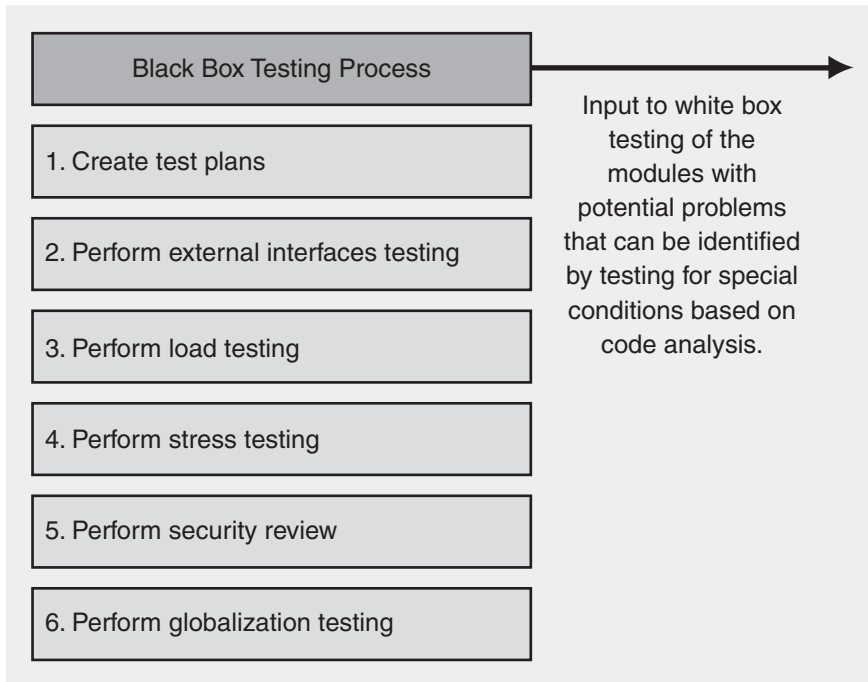 Black Box Testing Process
Input to white box
testing of the
modules with
potential problems
that can be identified
by testing for special
conditions based on
code analysis.
1. Create test plans
2. Perform external interfaces testing
3. Perform load testing
4. Perform stress testing
5. Perform security review
6. Perform globalization testing